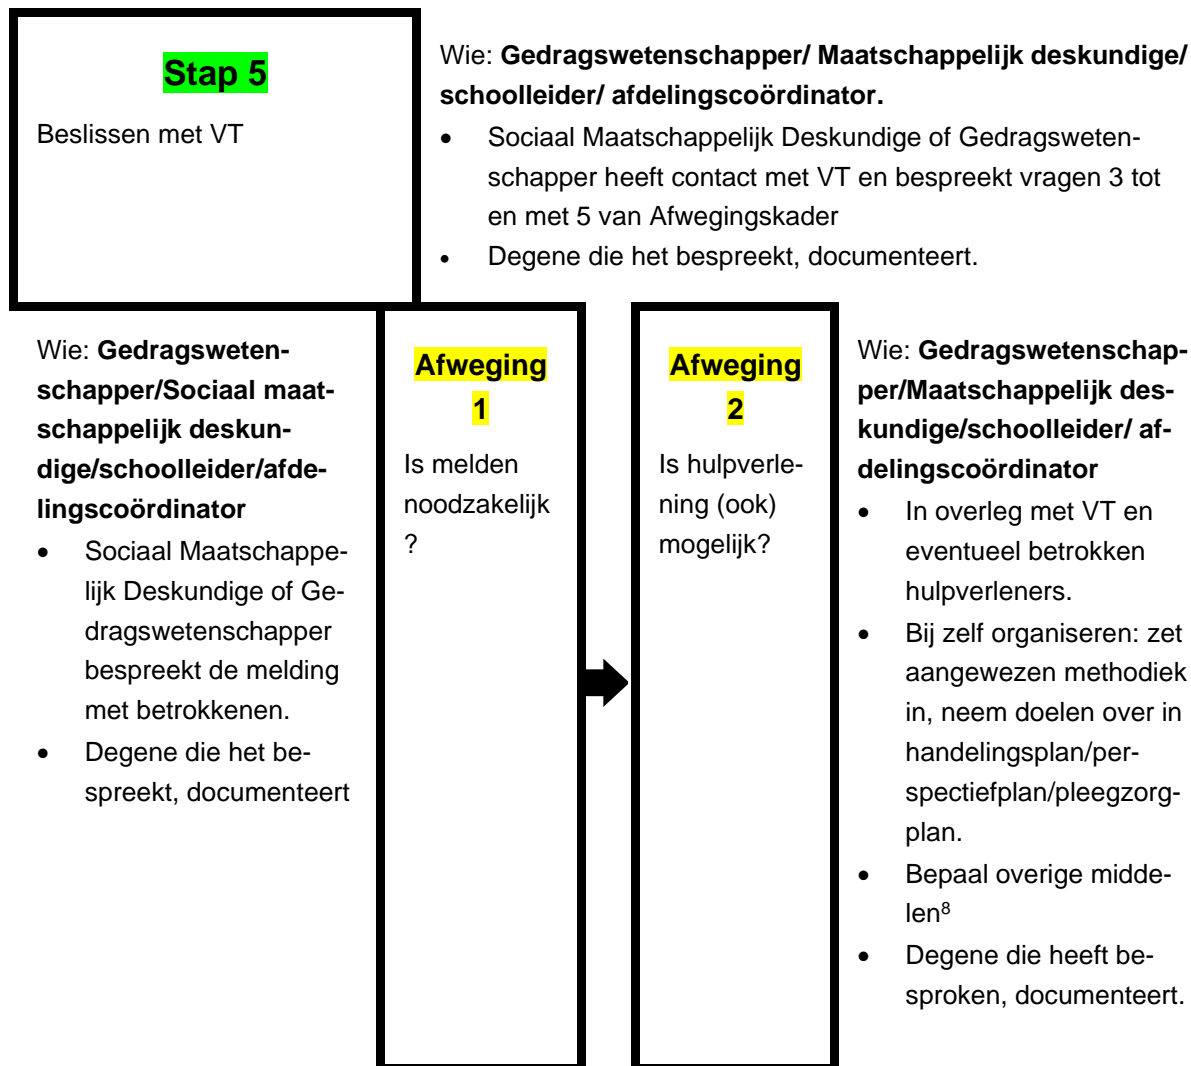 Stap 5
Beslissen met VT
Wie: Gedragswetenschapper/ Maatschappelijk deskundige/
schoolleider/ afdelingscoördinator.
• Sociaal Maatschappelijk Deskundige of Gedragsweten-
schapper heeft contact met VT en bespreekt vragen 3 tot
en met 5 van Afwegingskader
• Degene die het bespreekt, documenteert.
Wie: Gedragsweten-
schapper/Sociaal maat-
schappelijk deskun-
dige/schoolleider/afde-
lingscoördinator
• Sociaal Maatschappe-
lijk Deskundige of Ge-
dragswetenschapper
bespreekt de melding
met betrokkenen.
• Degene die het be-
spreekt, documenteert
Afweging
1
Is melden
noodzakelijk
?
Afweging
2
Is hulpverle-
ning (ook)
mogelijk?
Wie: Gedragswetenschap-
per/Maatschappelijk des-
kundige/schoolleider/ af-
delingscoördinator
• In overleg met VT en
eventueel betrokken
hulpverleners.
• Bij zelf organiseren: zet
aangewezen methodiek
in, neem doelen over in
handelingsplan/per-
spectiefplan/pleegzorg-
plan.
• Bepaal overige midde-
len⁸
• Degene die heeft be-
sproken, documenteert.